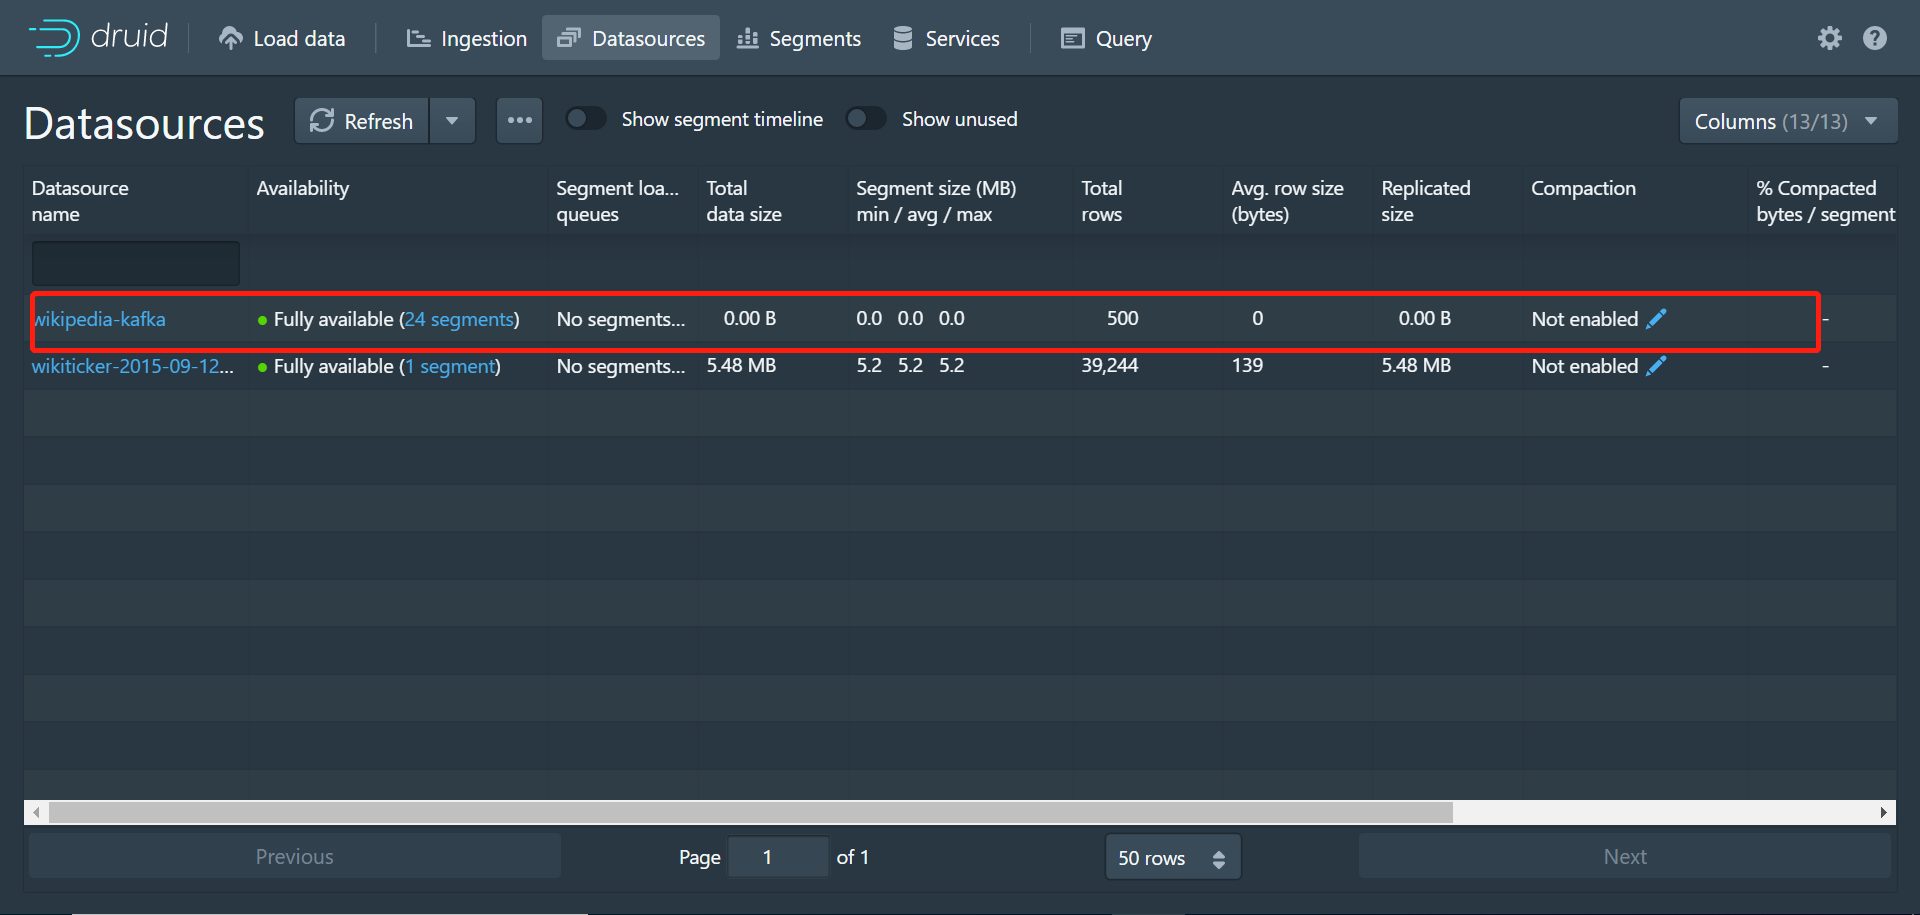 druid Load data Ingestion Datasources Segments Services Query
Datasources Refresh Show segment timeline Show unused Columns (13/13)
Datasource name Availability Segment loa... queues Total data size Segment size (MB) min / avg / max Total rows Avg. row size (bytes) Replicated size Compaction % Compacted bytes / segment
wikipedia-kafka Fully available (24 segments) No segments... 0.00 B 0.0 0.0 0.0 500 0 0.00 B Not enabled -
wikiticker-2015-09-12... Fully available (1 segment) No segments... 5.48 MB 5.2 5.2 5.2 39,244 139 5.48 MB Not enabled -
Previous Page 1 of 1 50 rows Next